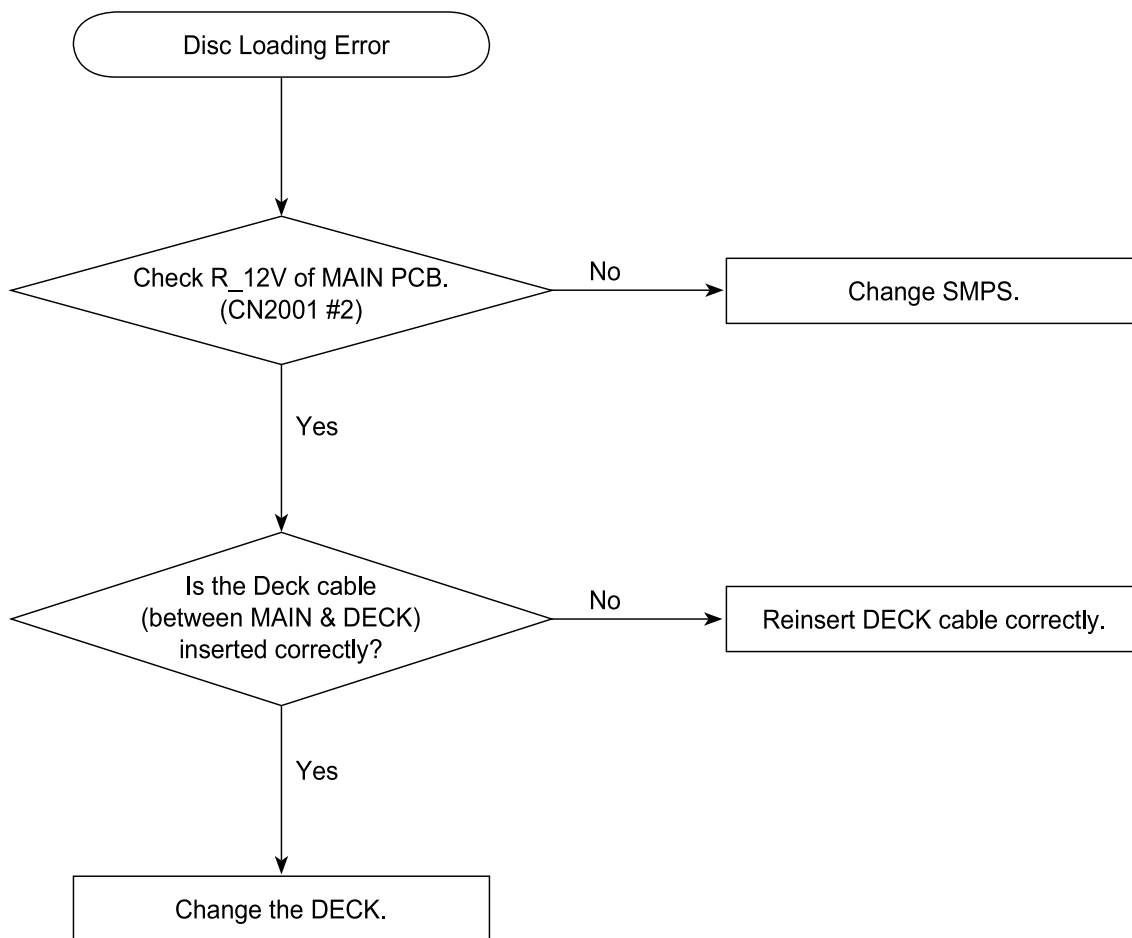 Disc Loading Error
Check R_12V of MAIN PCB.
(CN2001 #2)
No
Change SMPS.
Yes
Is the Deck cable
(between MAIN & DECK)
inserted correctly?
No
Reinsert DECK cable correctly.
Yes
Change the DECK.